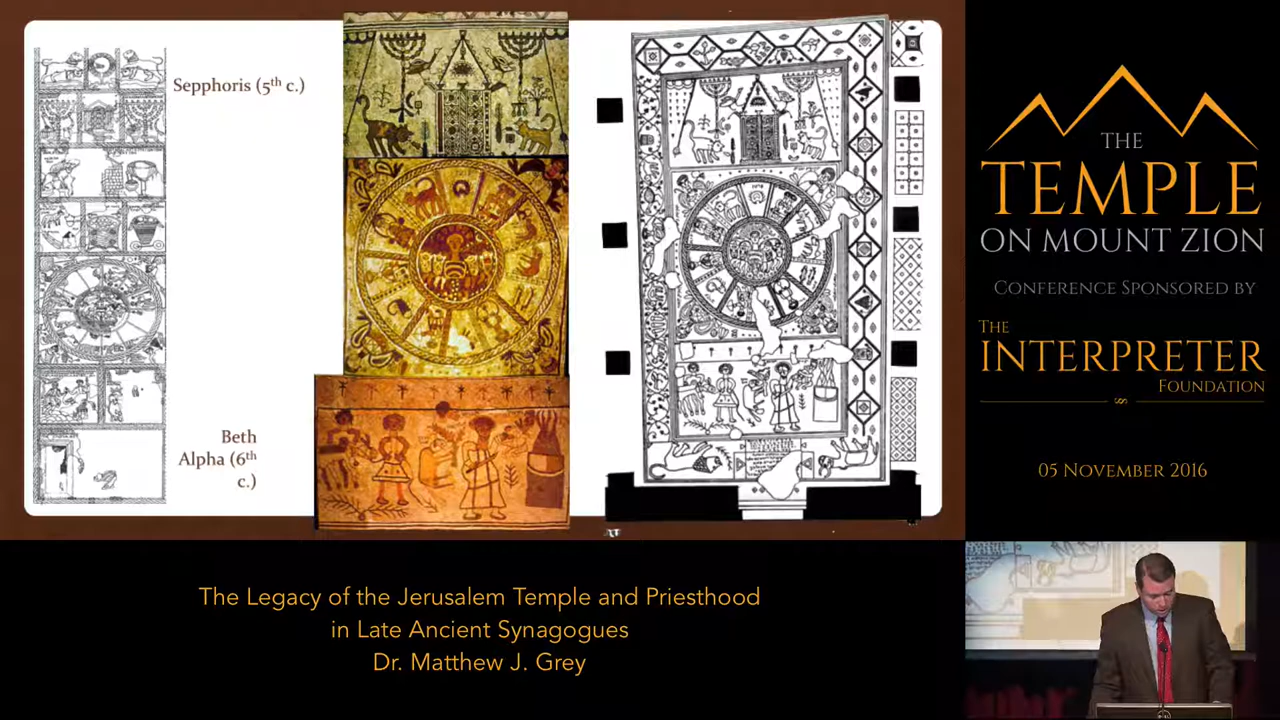 Sepphoris (5th c.)
Beth
Alpha (6th
c.)
THE
TEMPLE
ON MOUNT ZION
CONFERENCE SPONSORED BY
THE
INTERPRETER
FOUNDATION
05 NOVEMBER 2016
The Legacy of the Jerusalem Temple and Priesthood
in Late Ancient Synagogues
Dr. Matthew J. Grey